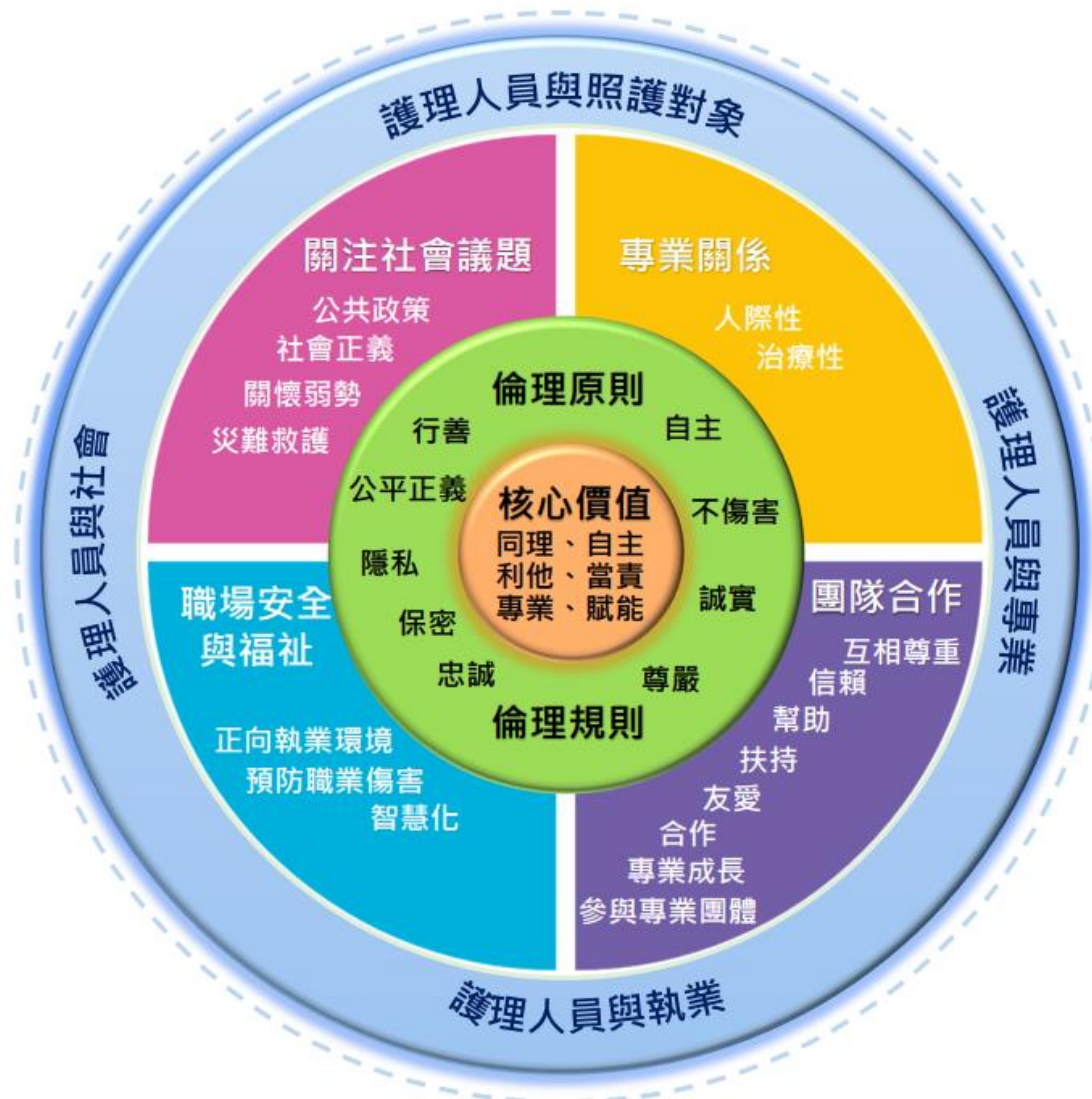 護理人員與照護對象
護理人員與社會
護理人員與專業
護理人員與執業
關注社會議題
公共政策
社會正義
關懷弱勢
災難救護
專業關係
人際性
治療性
職場安全
與福祉
正向執業環境
預防職業傷害
智慧化
團隊合作
互相尊重
信賴
幫助
扶持
友愛
合作
專業成長
參與專業團體
倫理原則
行善
自主
公平正義
不傷害
隱私
誠實
保密
忠誠
尊嚴
倫理規則
核心價值
同理、自主
利他、當責
專業、賦能